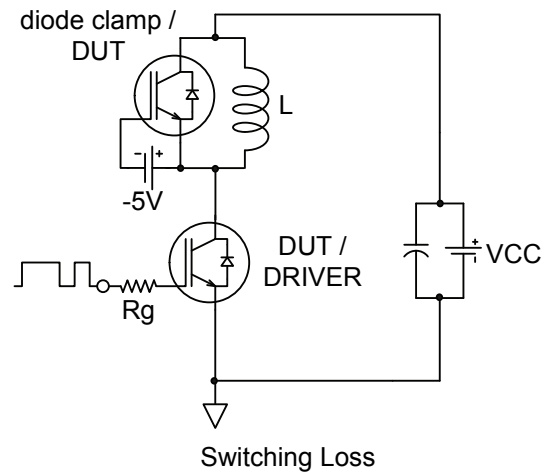 diode clamp /
DUT
L
- +
-5V
DUT /
DRIVER
Rg
+
VCC
Switching Loss